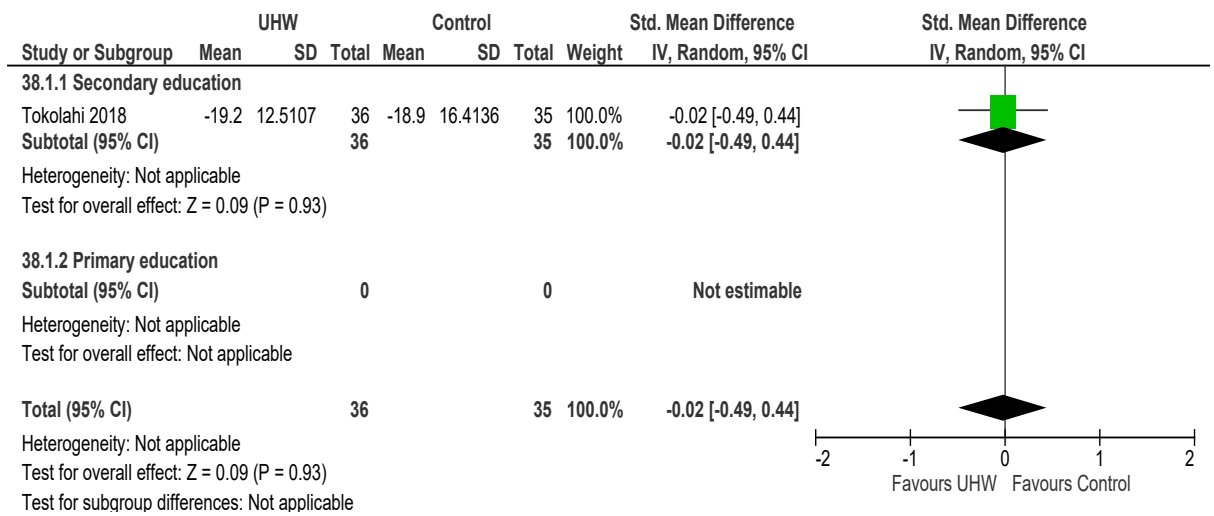 UHW Control Std. Mean Difference Std. Mean Difference
Study or Subgroup Mean SD Total Mean SD Total Weight IV, Random, 95% CI IV, Random, 95% CI
38.1.1 Secondary education
Tokolahi 2018 -19.2 12.5107 36 -18.9 16.4136 35 100.0% -0.02 [-0.49, 0.44]
Subtotal (95% CI) 36 35 100.0% -0.02 [-0.49, 0.44]
Heterogeneity: Not applicable
Test for overall effect: Z = 0.09 (P = 0.93)
38.1.2 Primary education
Subtotal (95% CI) 0 0 Not estimable
Heterogeneity: Not applicable
Test for overall effect: Not applicable
Total (95% CI) 36 35 100.0% -0.02 [-0.49, 0.44]
Heterogeneity: Not applicable
Test for overall effect: Z = 0.09 (P = 0.93)
Test for subgroup differences: Not applicable
-2 -1 0 1 2
Favours UHW Favours Control